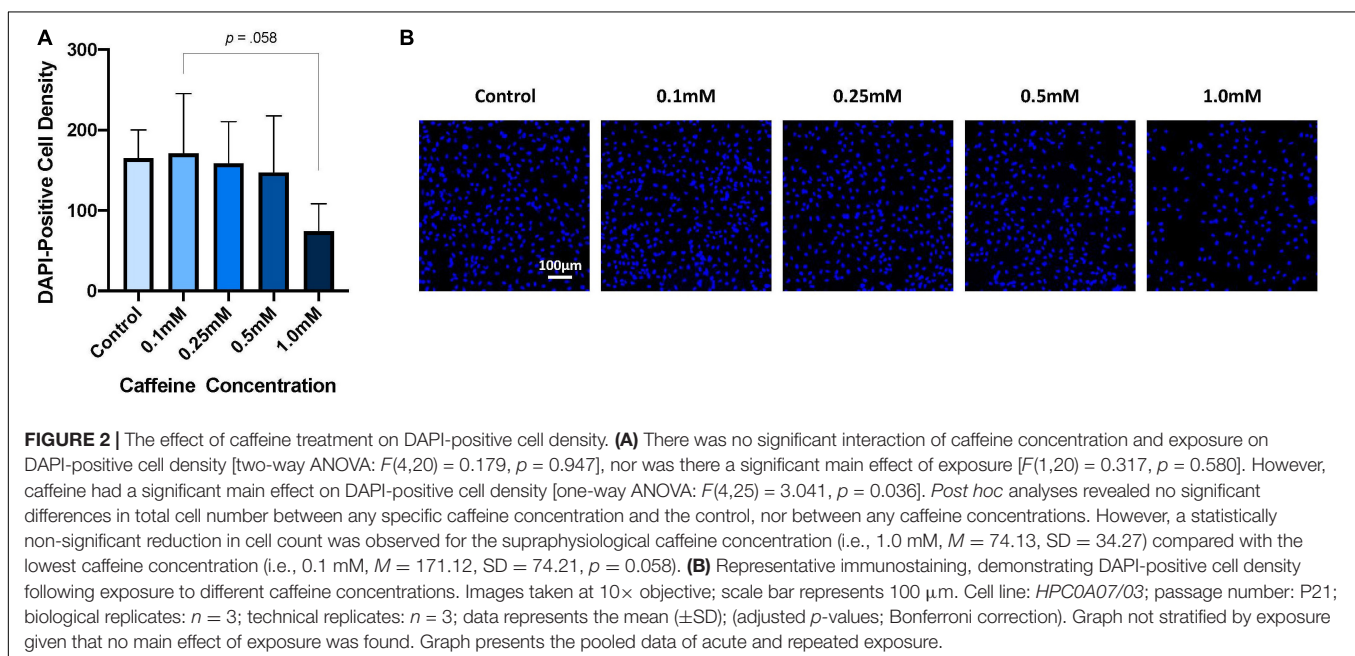 A
B
p = .058
300
200
100
0
DAPI-Positive Cell Density
Control
0.1mM
0.25mM
0.5mM
1.0mM
Caffeine Concentration
Control
0.1mM
0.25mM
0.5mM
1.0mM
100μm
FIGURE 2 | The effect of caffeine treatment on DAPI-positive cell density. (A) There was no significant interaction of caffeine concentration and exposure on
DAPI-positive cell density [two-way ANOVA: F(4,20) = 0.179, p = 0.947], nor was there a significant main effect of exposure [F(1,20) = 0.317, p = 0.580]. However,
caffeine had a significant main effect on DAPI-positive cell density [one-way ANOVA: F(4,25) = 3.041, p = 0.036]. Post hoc analyses revealed no significant
differences in total cell number between any specific caffeine concentration and the control, nor between any caffeine concentrations. However, a statistically
non-significant reduction in cell count was observed for the supraphysiological caffeine concentration (i.e., 1.0 mM, M = 74.13, SD = 34.27) compared with the
lowest caffeine concentration (i.e., 0.1 mM, M = 171.12, SD = 74.21, p = 0.058). (B) Representative immunostaining, demonstrating DAPI-positive cell density
following exposure to different caffeine concentrations. Images taken at 10× objective; scale bar represents 100 μm. Cell line: HPC0A07/03; passage number: P21;
biological replicates: n = 3; technical replicates: n = 3; data represents the mean (±SD); (adjusted p-values; Bonferroni correction). Graph not stratified by exposure
given that no main effect of exposure was found. Graph presents the pooled data of acute and repeated exposure.